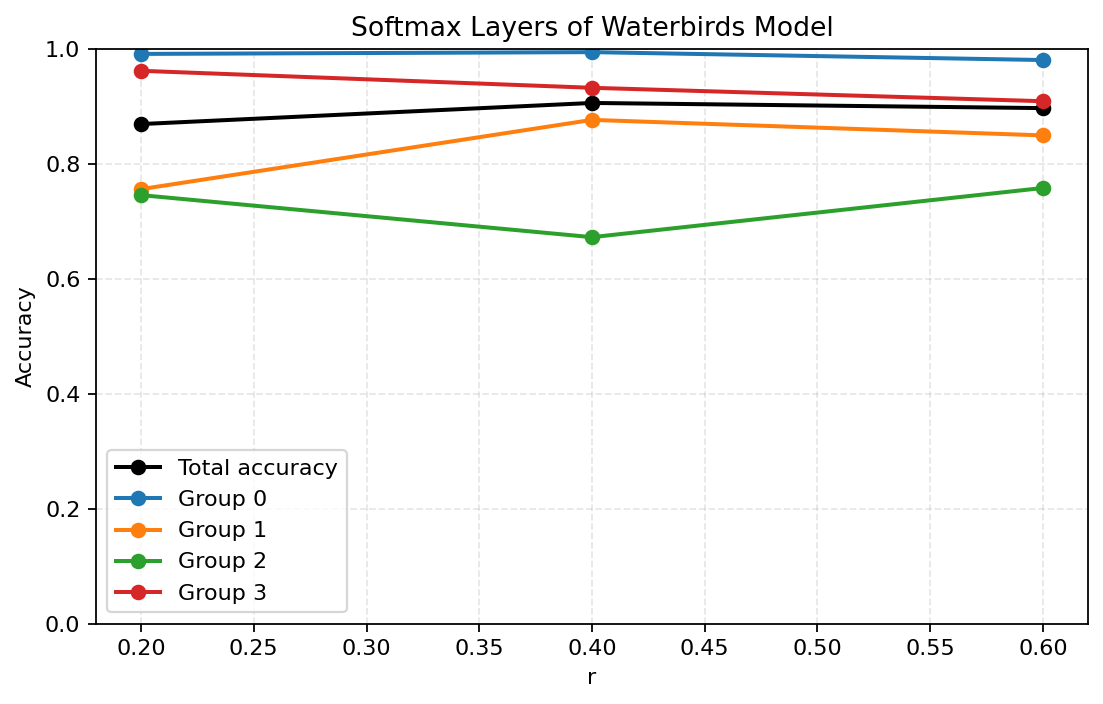 Softmax Layers of Waterbirds Model
1.0
0.8
0.6
0.4
0.2
0.0
Accuracy
Total accuracy
Group 0
Group 1
Group 2
Group 3
0.20 0.25 0.30 0.35 0.40 0.45 0.50 0.55 0.60
r